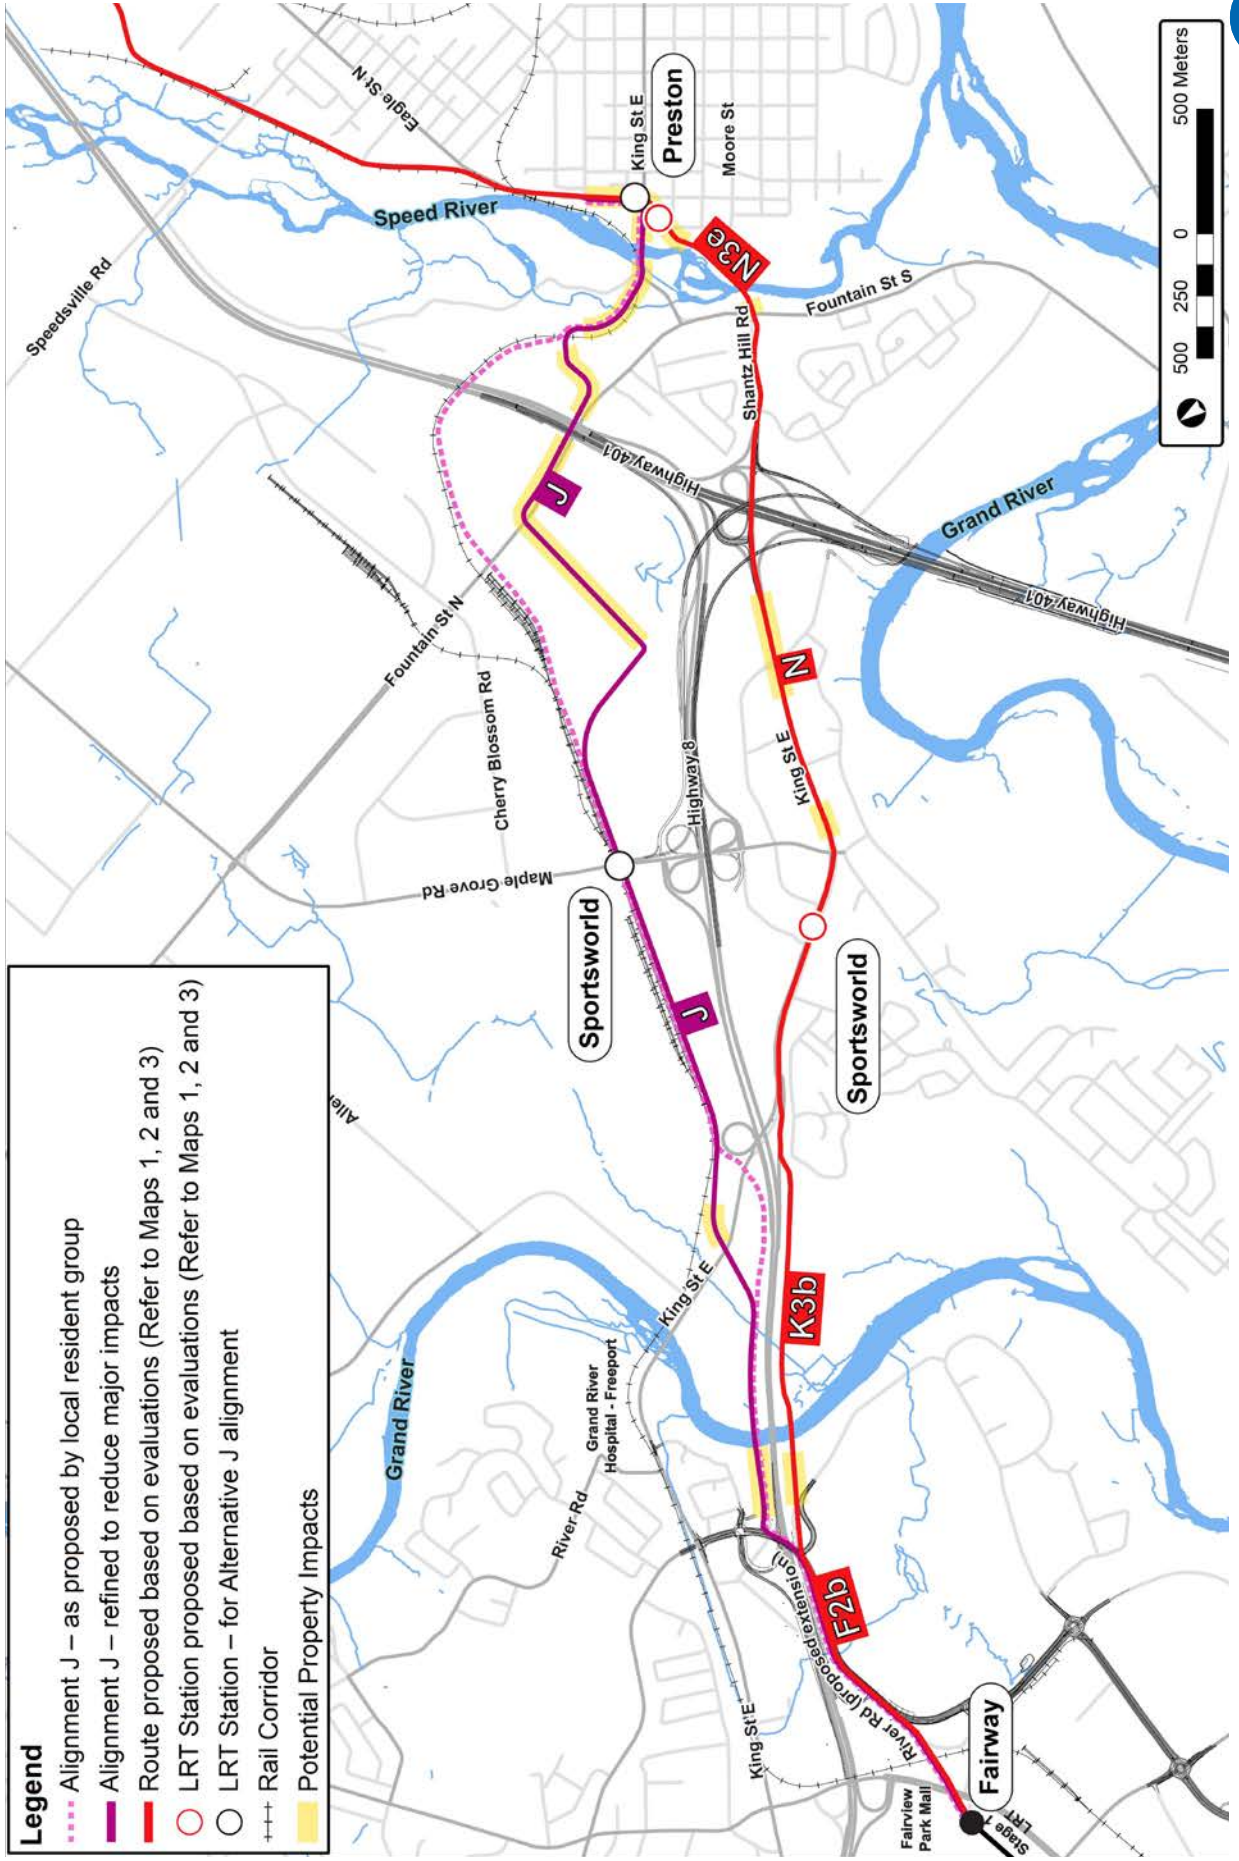 Legend
Alignment J – as proposed by local resident group
Alignment J – refined to reduce major impacts
Route proposed based on evaluations (Refer to Maps 1, 2 and 3)
LRT Station proposed based on evaluations (Refer to Maps 1, 2 and 3)
LRT Station – for Alternative J alignment
Rail Corridor
Potential Property Impacts
Fairview
Park Mall
Stage 1
LRT
Fairway
King St E
River Rd (proposed extension)
F2b
River Rd
Grand River
Hospital - Freeport
Grand River
King St E
K3b
J
Sportsworld
Sportsworld
Maple Grove Rd
Cherry Blossom Rd
Highway 8
King St E
N
Fountain St N
J
Highway 401
Highway 401
Grand River
Shantz Hill Rd
Fountain St S
N3e
Speedsville Rd
Speed River
Eagle St N
King St E
Preston
Moore St
500
250
0
500 Meters